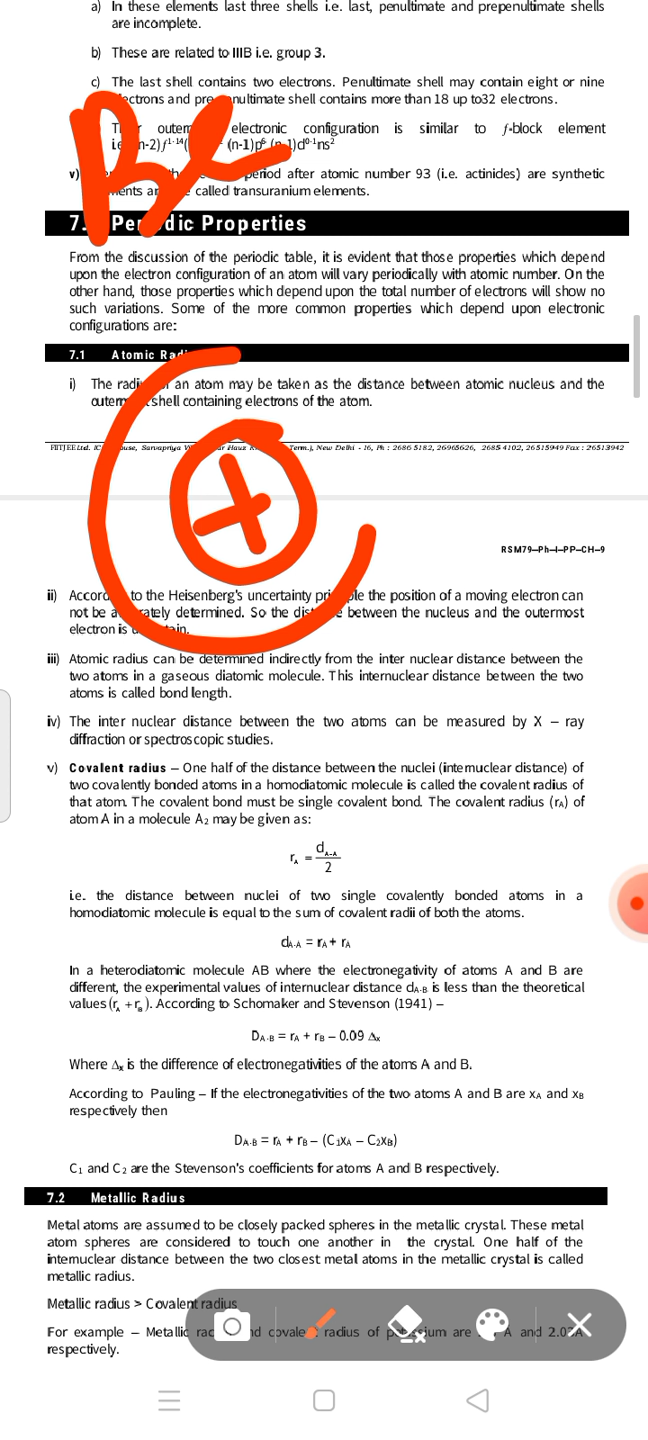 a) In these elements last three shells i.e. last, penultimate and prepenultimate shells
are incomplete.
b) These are related to IIIB i.e. group 3.
c) The last shell contains two electrons. Penultimate shell may contain eight or nine
electrons and pre penultimate shell contains more than 18 up to32 electrons.
outer electronic configuration is similar to f-block element
(n-1)p⁶ (n-1)d⁰⁻¹ns²
v) period after atomic number 93 (i.e. actinides) are synthetic
called transuranium elements.
7. Periodic Properties
From the discussion of the periodic table, it is evident that those properties which depend
upon the electron configuration of an atom will vary periodically with atomic number. On the
other hand, those properties which depend upon the total number of electrons will show no
such variations. Some of the more common properties which depend upon electronic
configurations are:
7.1 Atomic Radius
i) The radius of an atom may be taken as the distance between atomic nucleus and the
outermost shell containing electrons of the atom.
FIITJEE Ltd. House, Sarvapriya New Delhi - 16, Ph : 2686 5182, 26965626, 2685 4102, 26515949 Fax : 26513942
RSM79–Ph–I–PP–CH–9
ii) According to the Heisenberg's uncertainty principle the position of a moving electron can
not be accurately determined. So the distance between the nucleus and the outermost
electron is uncertain.
iii) Atomic radius can be determined indirectly from the inter nuclear distance between the
two atoms in a gaseous diatomic molecule. This internuclear distance between the two
atoms is called bond length.
iv) The inter nuclear distance between the two atoms can be measured by X – ray
diffraction or spectroscopic studies.
v) Covalent radius – One half of the distance between the nuclei (internuclear distance) of
two covalently bonded atoms in a homodiatomic molecule is called the covalent radius of
that atom. The covalent bond must be single covalent bond. The covalent radius (rA) of
atom A in a molecule A₂ may be given as:
rA = dA-A/2
i.e. the distance between nuclei of two single covalently bonded atoms in a
homodiatomic molecule is equal to the sum of covalent radii of both the atoms.
dA-A = rA + rA
In a heterodiatomic molecule AB where the electronegativity of atoms A and B are
different, the experimental values of internuclear distance dA-B is less than the theoretical
values (rA + rB). According to Schomaker and Stevenson (1941) –
DA-B = rA + rB – 0.09 Δx
Where Δx is the difference of electronegativities of the atoms A and B.
According to Pauling – If the electronegativities of the two atoms A and B are xA and xB
respectively then
DA-B = rA + rB – (C₁xA – C₂xB)
C₁ and C₂ are the Stevenson's coefficients for atoms A and B respectively.
7.2 Metallic Radius
Metal atoms are assumed to be closely packed spheres in the metallic crystal. These metal
atom spheres are considered to touch one another in the crystal. One half of the
internuclear distance between the two closest metal atoms in the metallic crystal is called
metallic radius.
Metallic radius > Covalent radius
For example – Metallic radius and covalent radius of potassium are A and 2.03A
respectively.